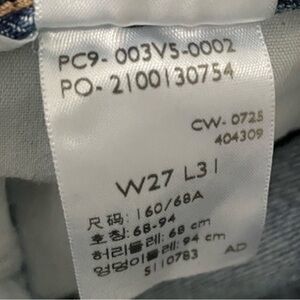 PC9- 003V5-0002
PO- 2100130754
CW- 0725
404309
W27 L31
尺码: 160/68A
호칭: 68-94
허리둘레: 68 cm
엉덩이둘레: 94 cm
5110783 AD